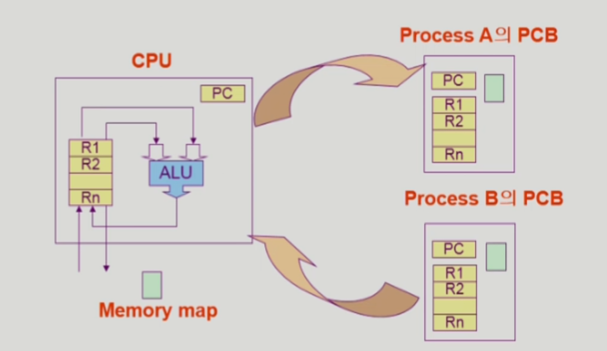 CPU
PC
R1
R2
Rn
ALU
Memory map
Process A의 PCB
PC
R1
R2
Rn
Process B의 PCB
PC
R1
R2
Rn